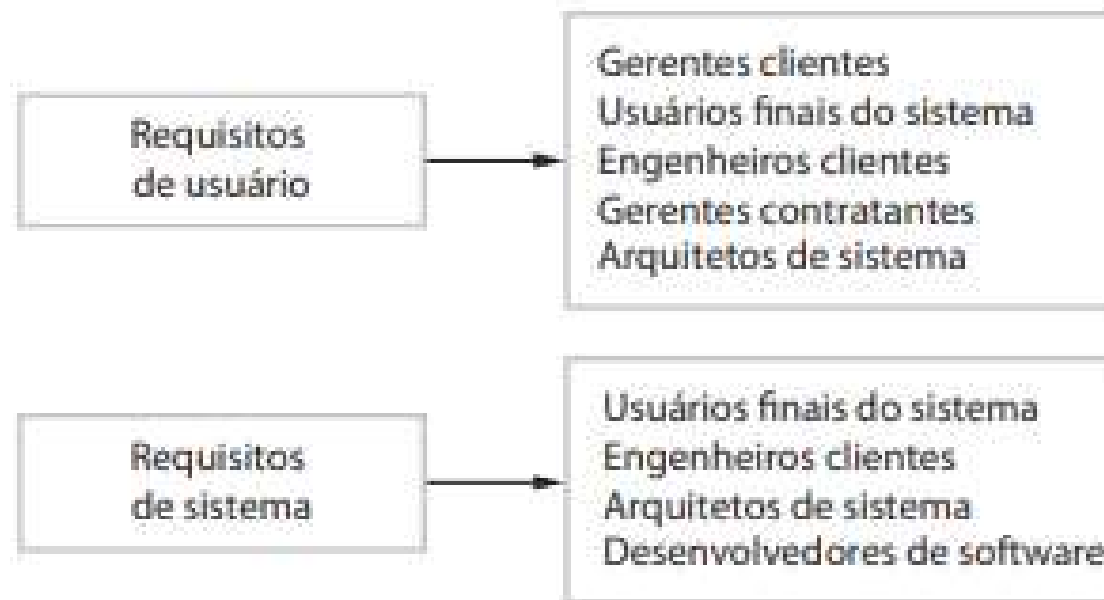 Requisitos
de usuário
Gerentes clientes
Usuários finais do sistema
Engenheiros clientes
Gerentes contratantes
Arquitetos de sistema
Requisitos
de sistema
Usuários finais do sistema
Engenheiros clientes
Arquitetos de sistema
Desenvolvedores de software